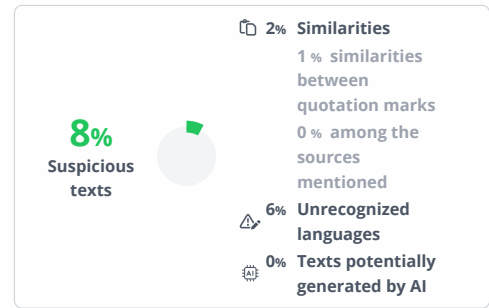 8%
Suspicious
texts
2% Similarities
1 % similarities
between
quotation marks
0 % among the
sources
mentioned
6% Unrecognized
languages
AI
0% Texts potentially
generated by AI